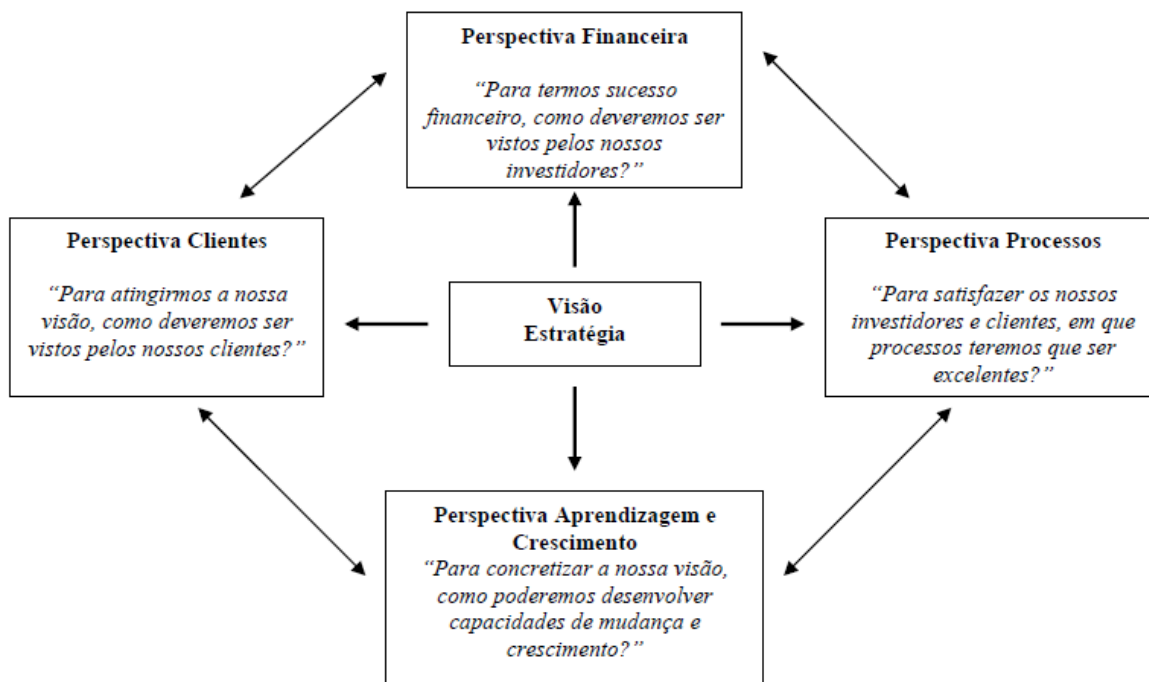 Perspectiva Financeira
“Para termos sucesso
financeiro, como deveremos ser
vistos pelos nossos
investidores?”
Perspectiva Clientes
“Para atingirmos a nossa
visão, como deveremos ser
vistos pelos nossos clientes?”
Visão
Estratégia
Perspectiva Processos
“Para satisfazer os nossos
investidores e clientes, em que
processos teremos que ser
excelentes?”
Perspectiva Aprendizagem e
Crescimento
“Para concretizar a nossa visão,
como poderemos desenvolver
capacidades de mudança e
crescimento?”